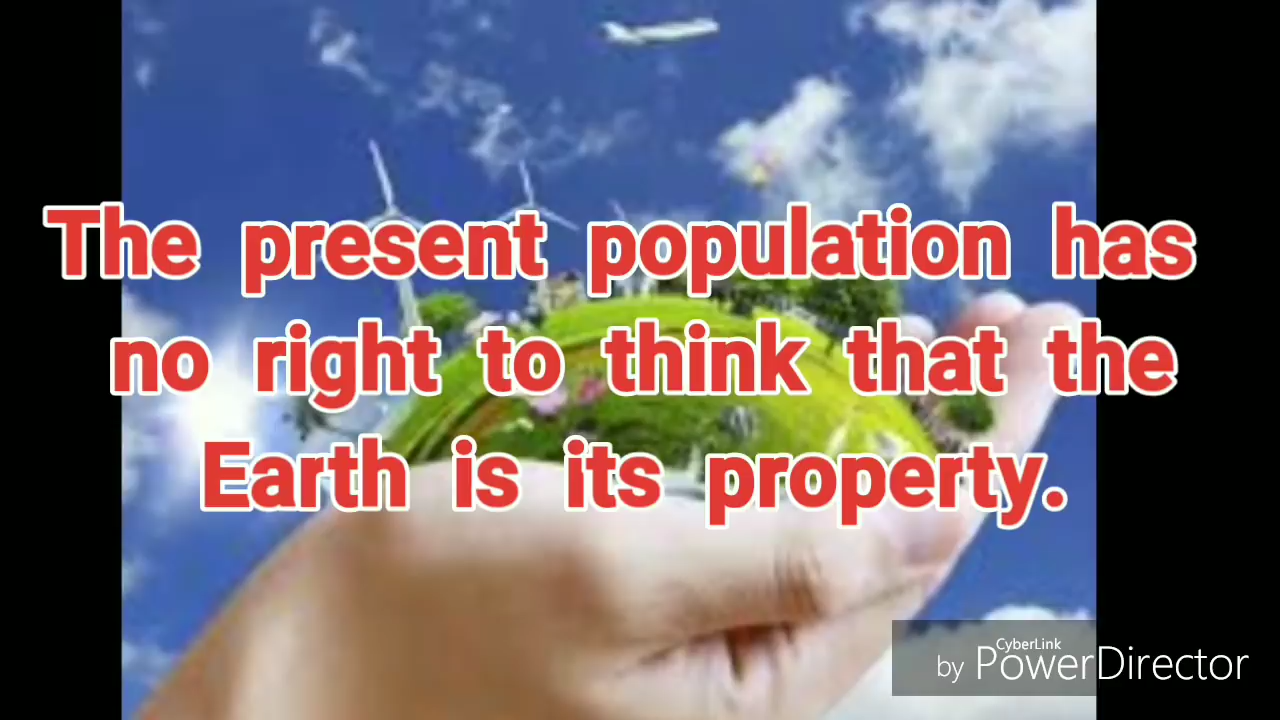 The present population has
no right to think that the
Earth is its property.
CyberLink
by PowerDirector